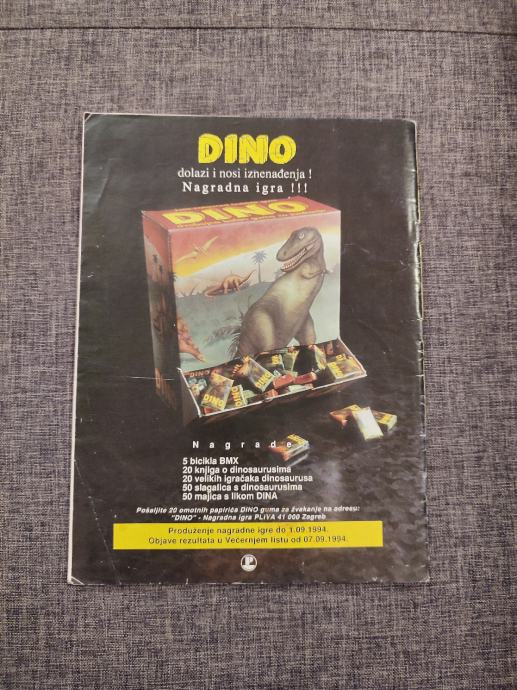 DINO
dolazi i nosi iznenađenja !
Nagradna igra !!!
DINO
DINO
N a g r a d e
5 bicikla BMX
20 knjiga o dinosaurusima
20 velikih igračaka dinosaurusa
50 slagalica s dinosaurusima
50 majica s likom DINA
Pošaljite 20 omotnih papirića DINO guma za žvakanje na adresu:
"DINO" - Nagradna igra PLIVA 41 000 Zagreb
Produženje nagradne igre do 1.09.1994.
Objave rezultata u Večernjem listu od 07.09.1994.